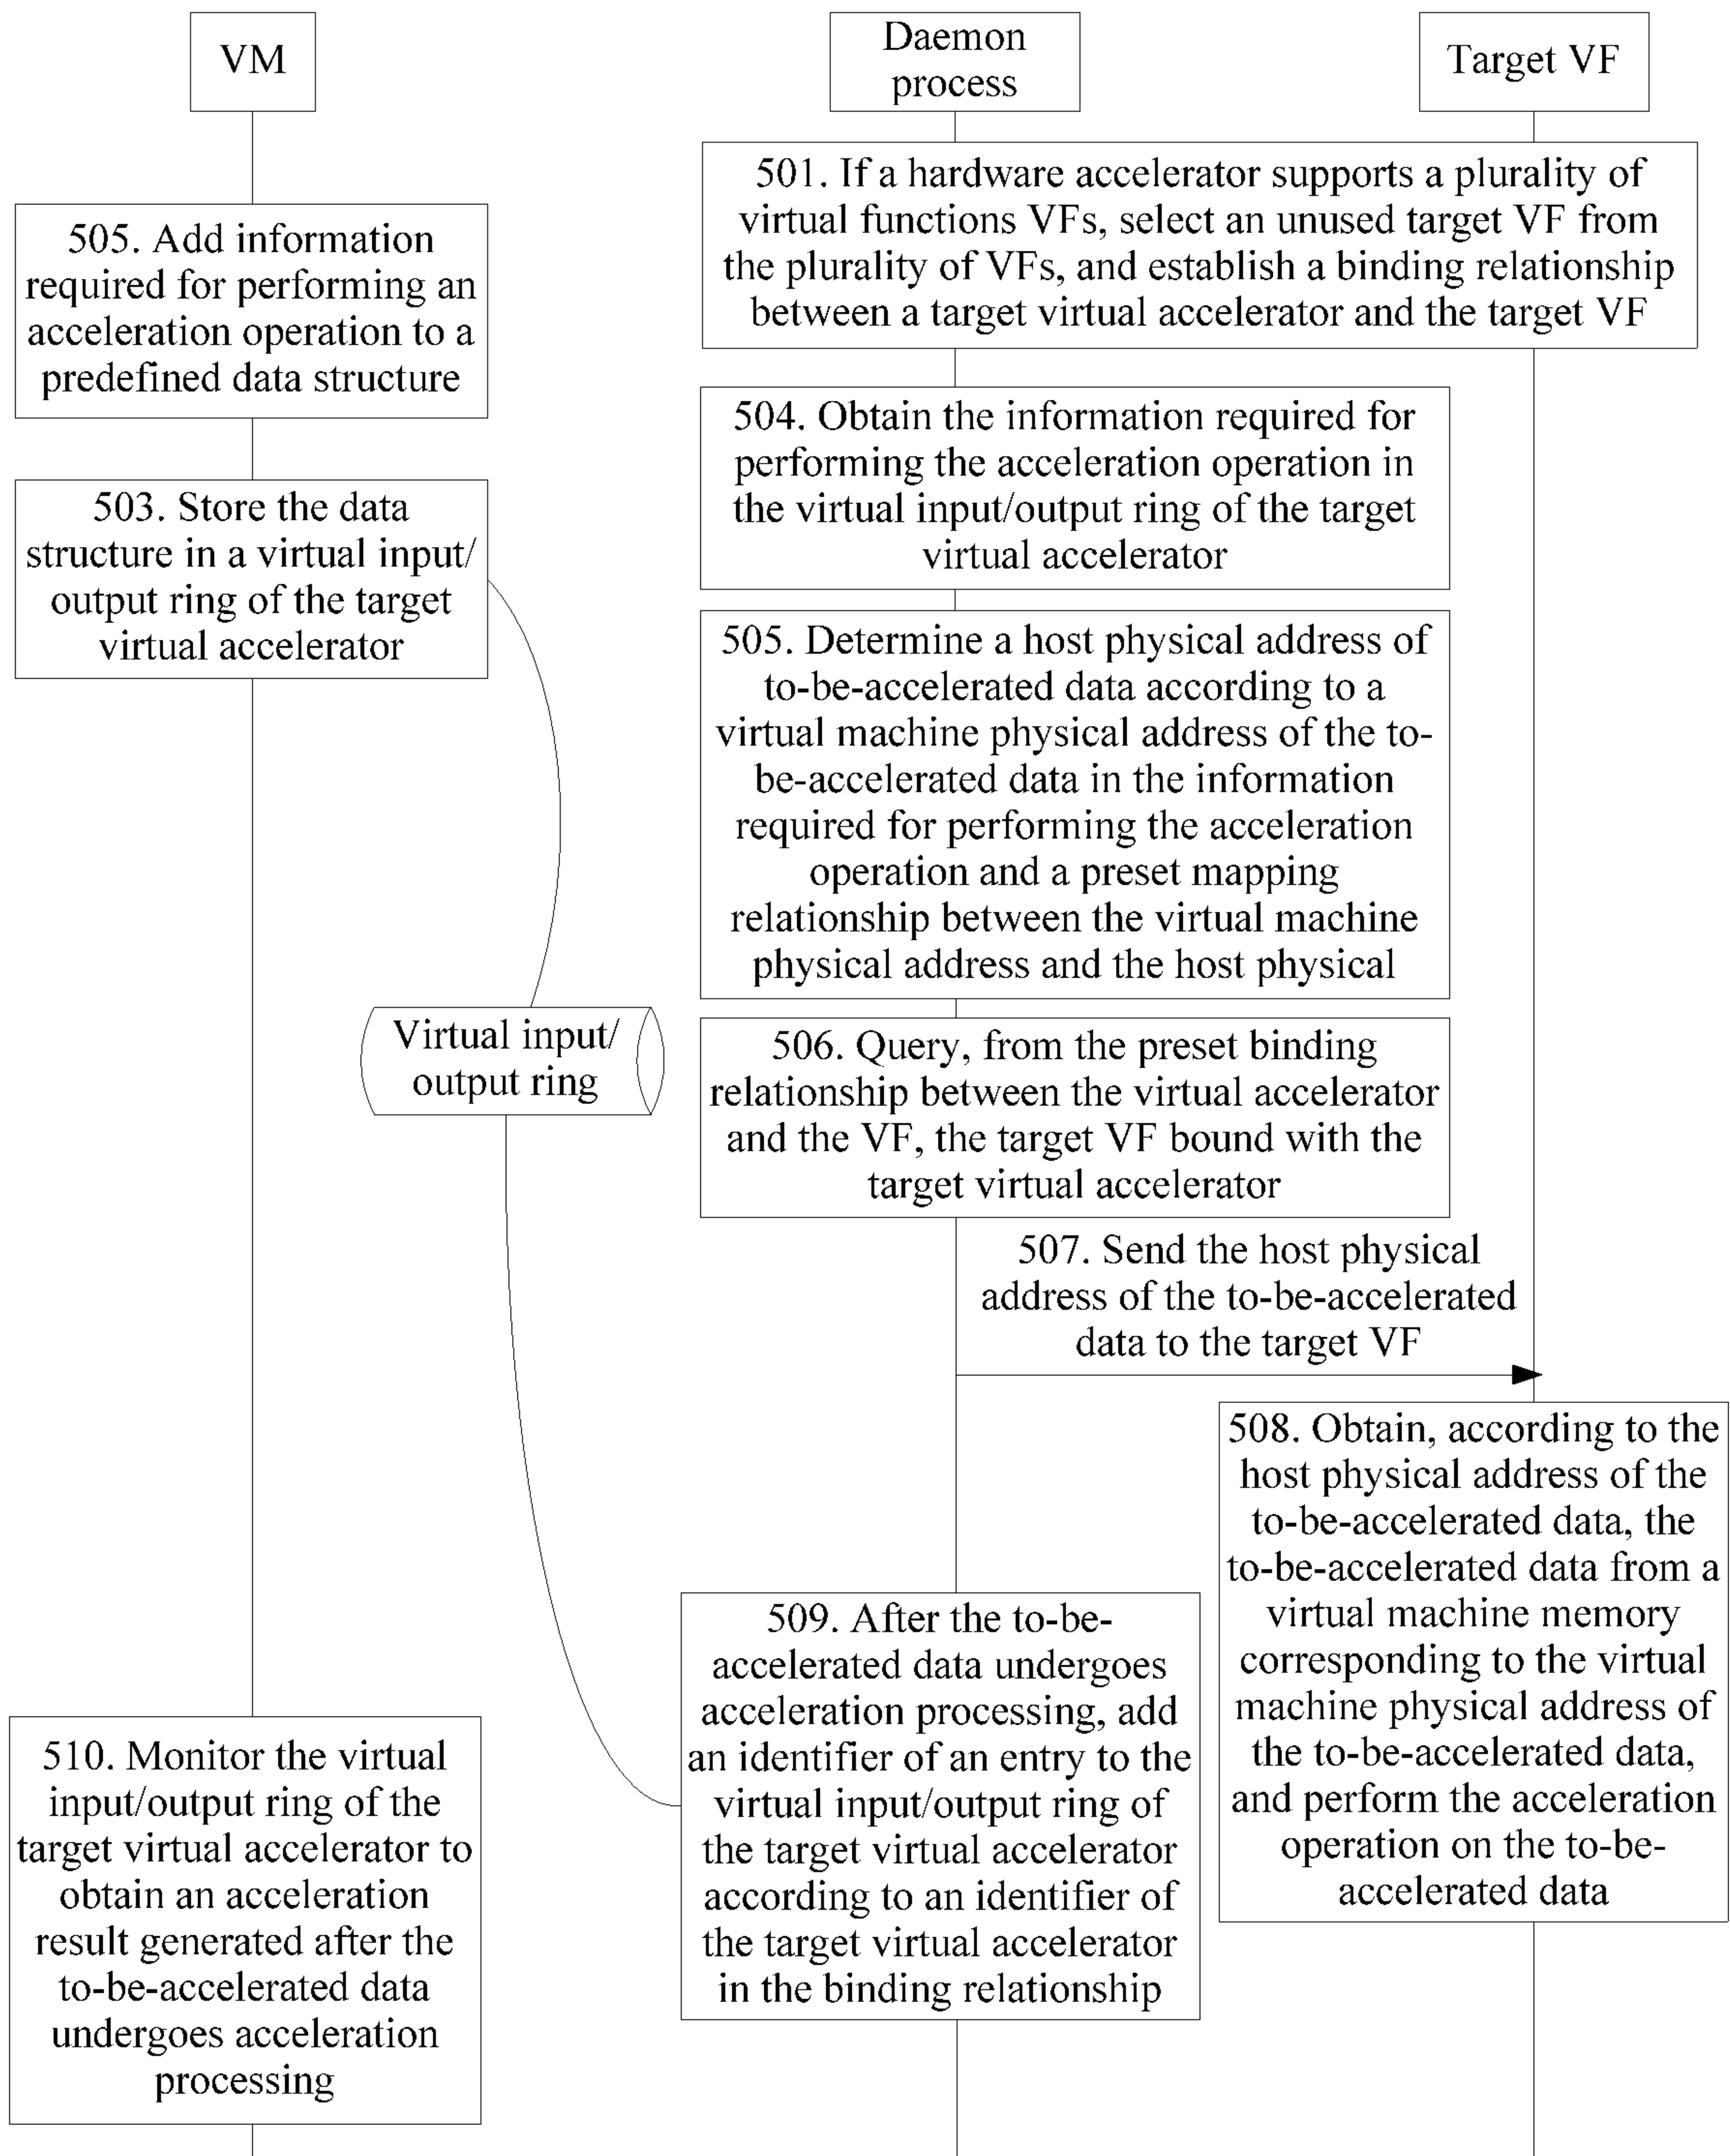 VM
Daemon
process
Target VF
501. If a hardware accelerator supports a plurality of
virtual functions VFs, select an unused target VF from
the plurality of VFs, and establish a binding relationship
between a target virtual accelerator and the target VF
505. Add information
required for performing an
acceleration operation to a
predefined data structure
504. Obtain the information required for
performing the acceleration operation in
the virtual input/output ring of the target
virtual accelerator
503. Store the data
structure in a virtual input/
output ring of the target
virtual accelerator
505. Determine a host physical address of
to-be-accelerated data according to a
virtual machine physical address of the to-
be-accelerated data in the information
required for performing the acceleration
operation and a preset mapping
relationship between the virtual machine
physical address and the host physical
Virtual input/
output ring
506. Query, from the preset binding
relationship between the virtual accelerator
and the VF, the target VF bound with the
target virtual accelerator
507. Send the host physical
address of the to-be-accelerated
data to the target VF
508. Obtain, according to the
host physical address of the
to-be-accelerated data, the
to-be-accelerated data from a
virtual machine memory
corresponding to the virtual
machine physical address of
the to-be-accelerated data,
and perform the acceleration
operation on the to-be-
accelerated data
509. After the to-be-
accelerated data undergoes
acceleration processing, add
an identifier of an entry to the
virtual input/output ring of
the target virtual accelerator
according to an identifier of
the target virtual accelerator
in the binding relationship
510. Monitor the virtual
input/output ring of the
target virtual accelerator to
obtain an acceleration
result generated after the
to-be-accelerated data
undergoes acceleration
processing